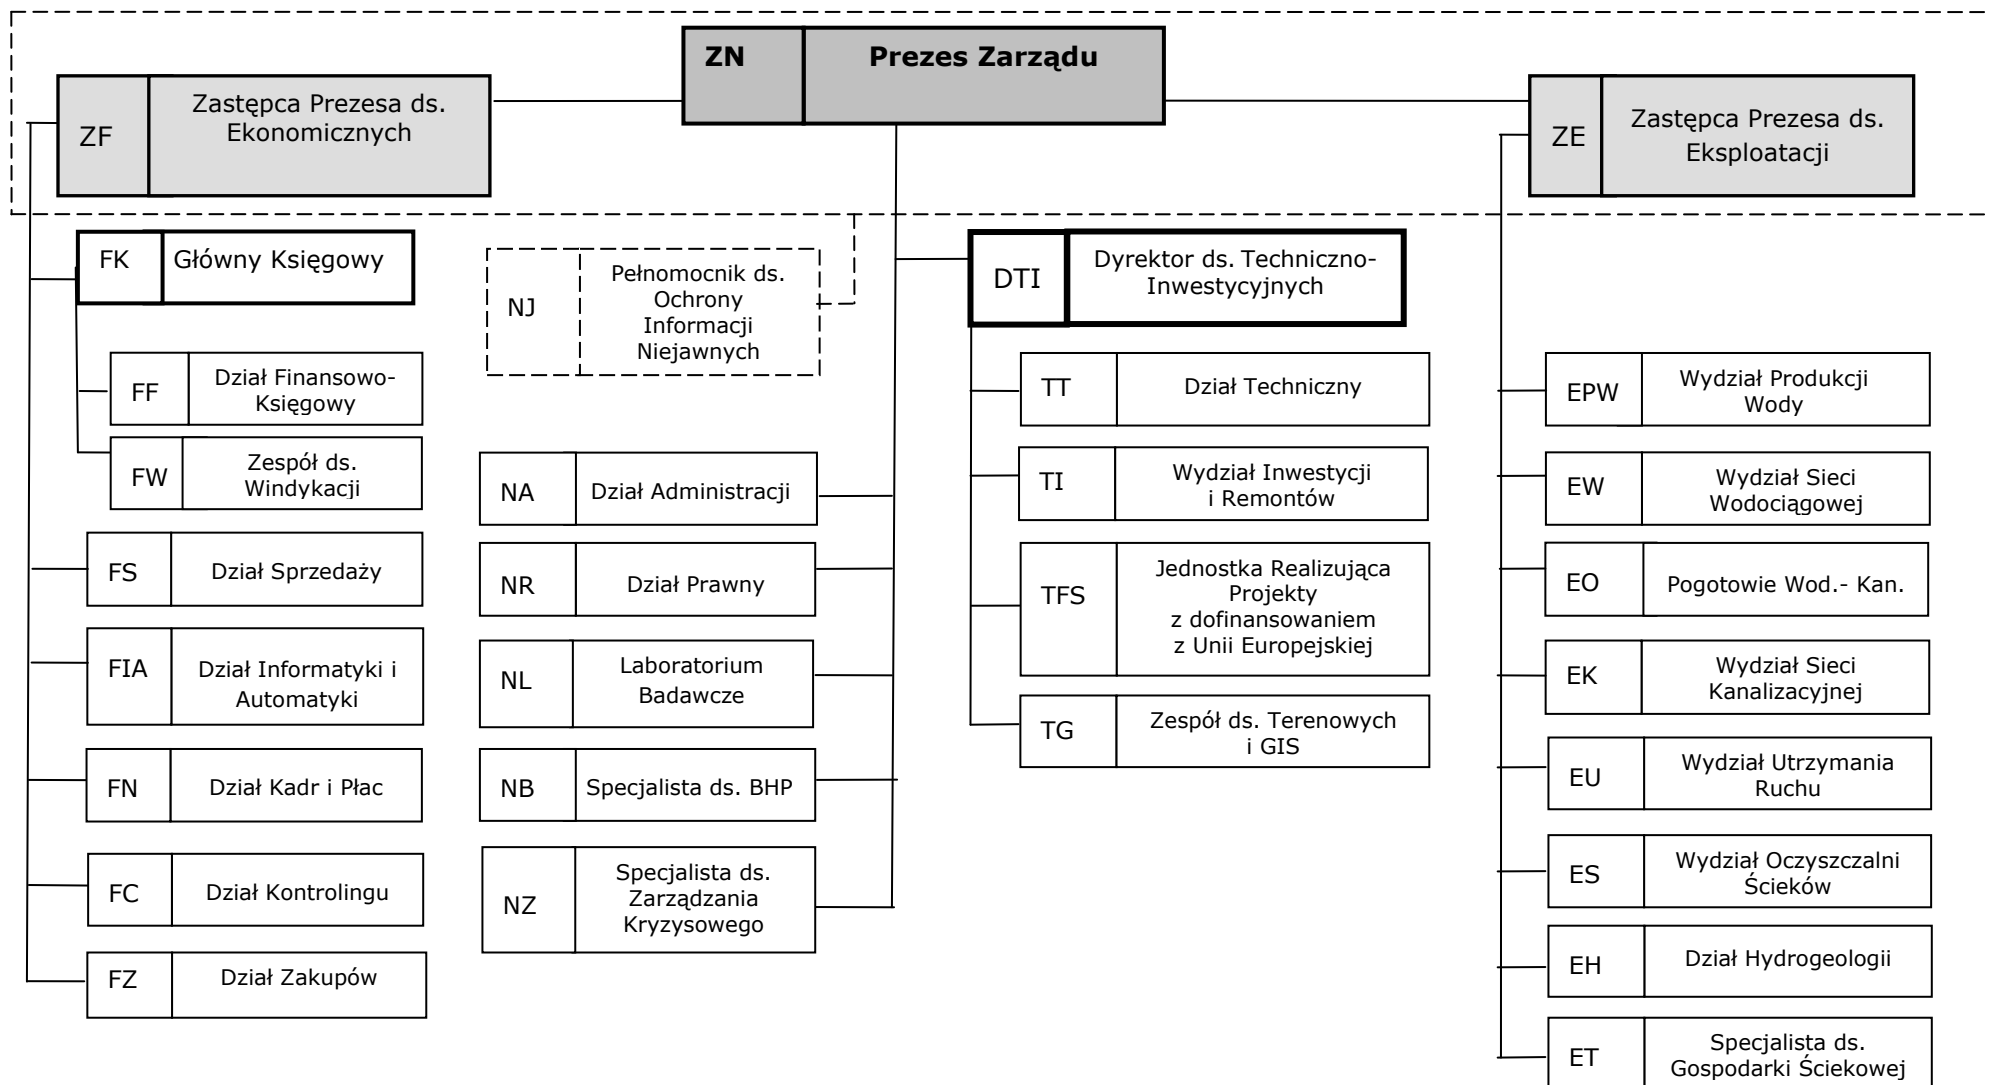 ZN
Prezes Zarządu
ZF
Zastępca Prezesa ds.
Ekonomicznych
ZE
Zastępca Prezesa ds.
Eksploatacji
FK
Główny Księgowy
FF
Dział Finansowo-
Księgowy
FW
Zespół ds.
Windykacji
FS
Dział Sprzedaży
FIA
Dział Informatyki i
Automatyki
FN
Dział Kadr i Płac
FC
Dział Kontrolingu
FZ
Dział Zakupów
NJ
Pełnomocnik ds.
Ochrony
Informacji
Niejawnych
NA
Dział Administracji
NR
Dział Prawny
NL
Laboratorium
Badawcze
NB
Specjalista ds. BHP
NZ
Specjalista ds.
Zarządzania
Kryzysowego
DTI
Dyrektor ds. Techniczno-
Inwestycyjnych
TT
Dział Techniczny
TI
Wydział Inwestycji
i Remontów
TFS
Jednostka Realizująca
Projekty
z dofinansowaniem
z Unii Europejskiej
TG
Zespół ds. Terenowych
i GIS
EPW
Wydział Produkcji
Wody
EW
Wydział Sieci
Wodociągowej
EO
Pogotowie Wod.- Kan.
EK
Wydział Sieci
Kanalizacyjnej
EU
Wydział Utrzymania
Ruchu
ES
Wydział Oczyszczalni
Ścieków
EH
Dział Hydrogeologii
ET
Specjalista ds.
Gospodarki Ściekowej